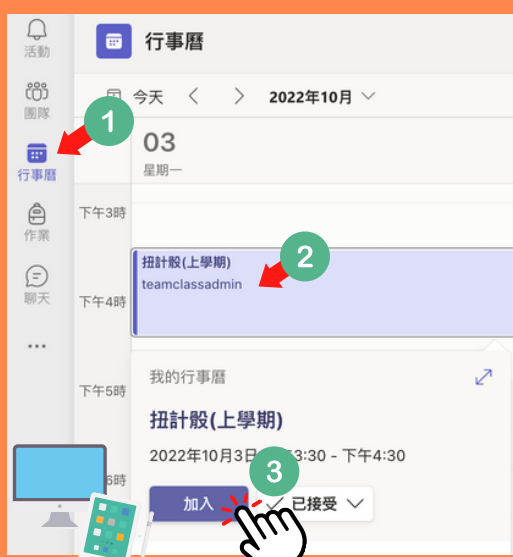 活動
團隊
行事曆
作業
聊天
...
行事曆
今天 < > 2022年10月
03
星期一
下午3時
下午4時
下午5時
6時
1
扭計骰(上學期)
teamclassadmin
2
我的行事曆
扭計骰(上學期)
2022年10月3日 3:30 - 下午4:30
3
加入
已接受